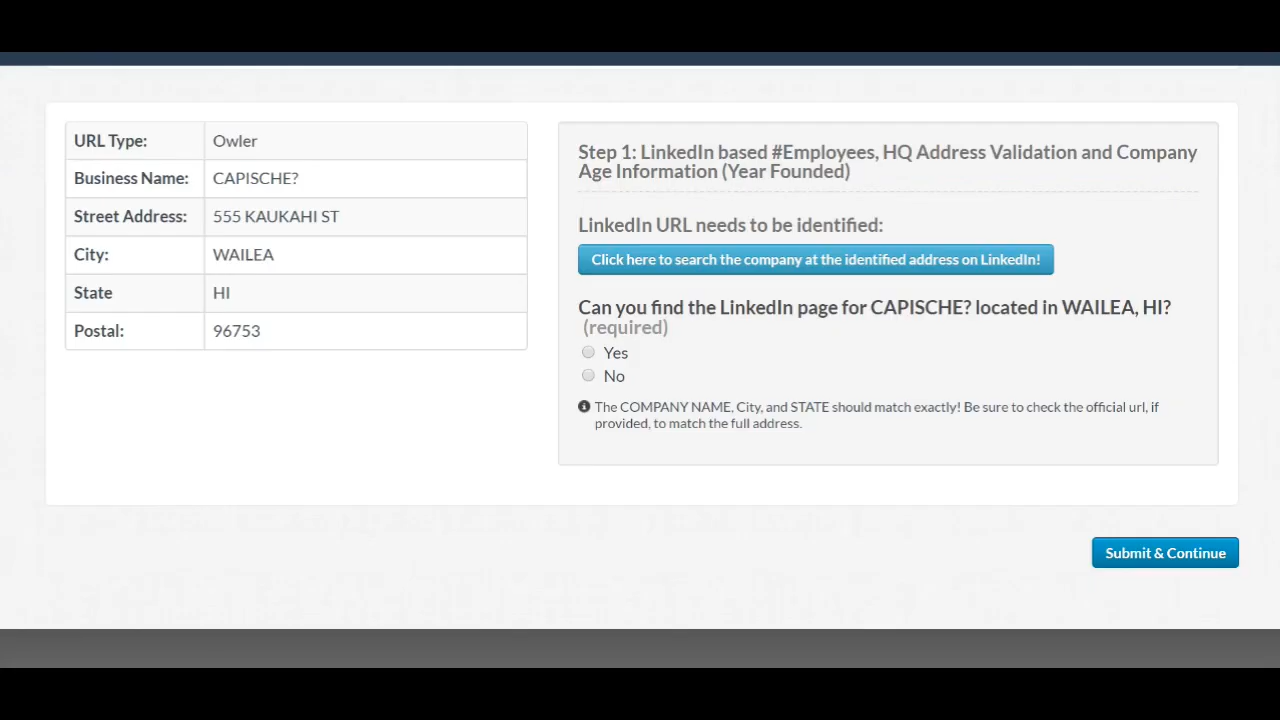 URL Type: Owler
Business Name: CAPISCHE?
Street Address: 555 KAUKAHI ST
City: WAILEA
State HI
Postal: 96753
Step 1: LinkedIn based #Employees, HQ Address Validation and Company
Age Information (Year Founded)
LinkedIn URL needs to be identified:
Click here to search the company at the identified address on LinkedIn!
Can you find the LinkedIn page for CAPISCHE? located in WAILEA, HI?
(required)
Yes
No
The COMPANY NAME, City, and STATE should match exactly! Be sure to check the official url, if
provided, to match the full address.
Submit & Continue